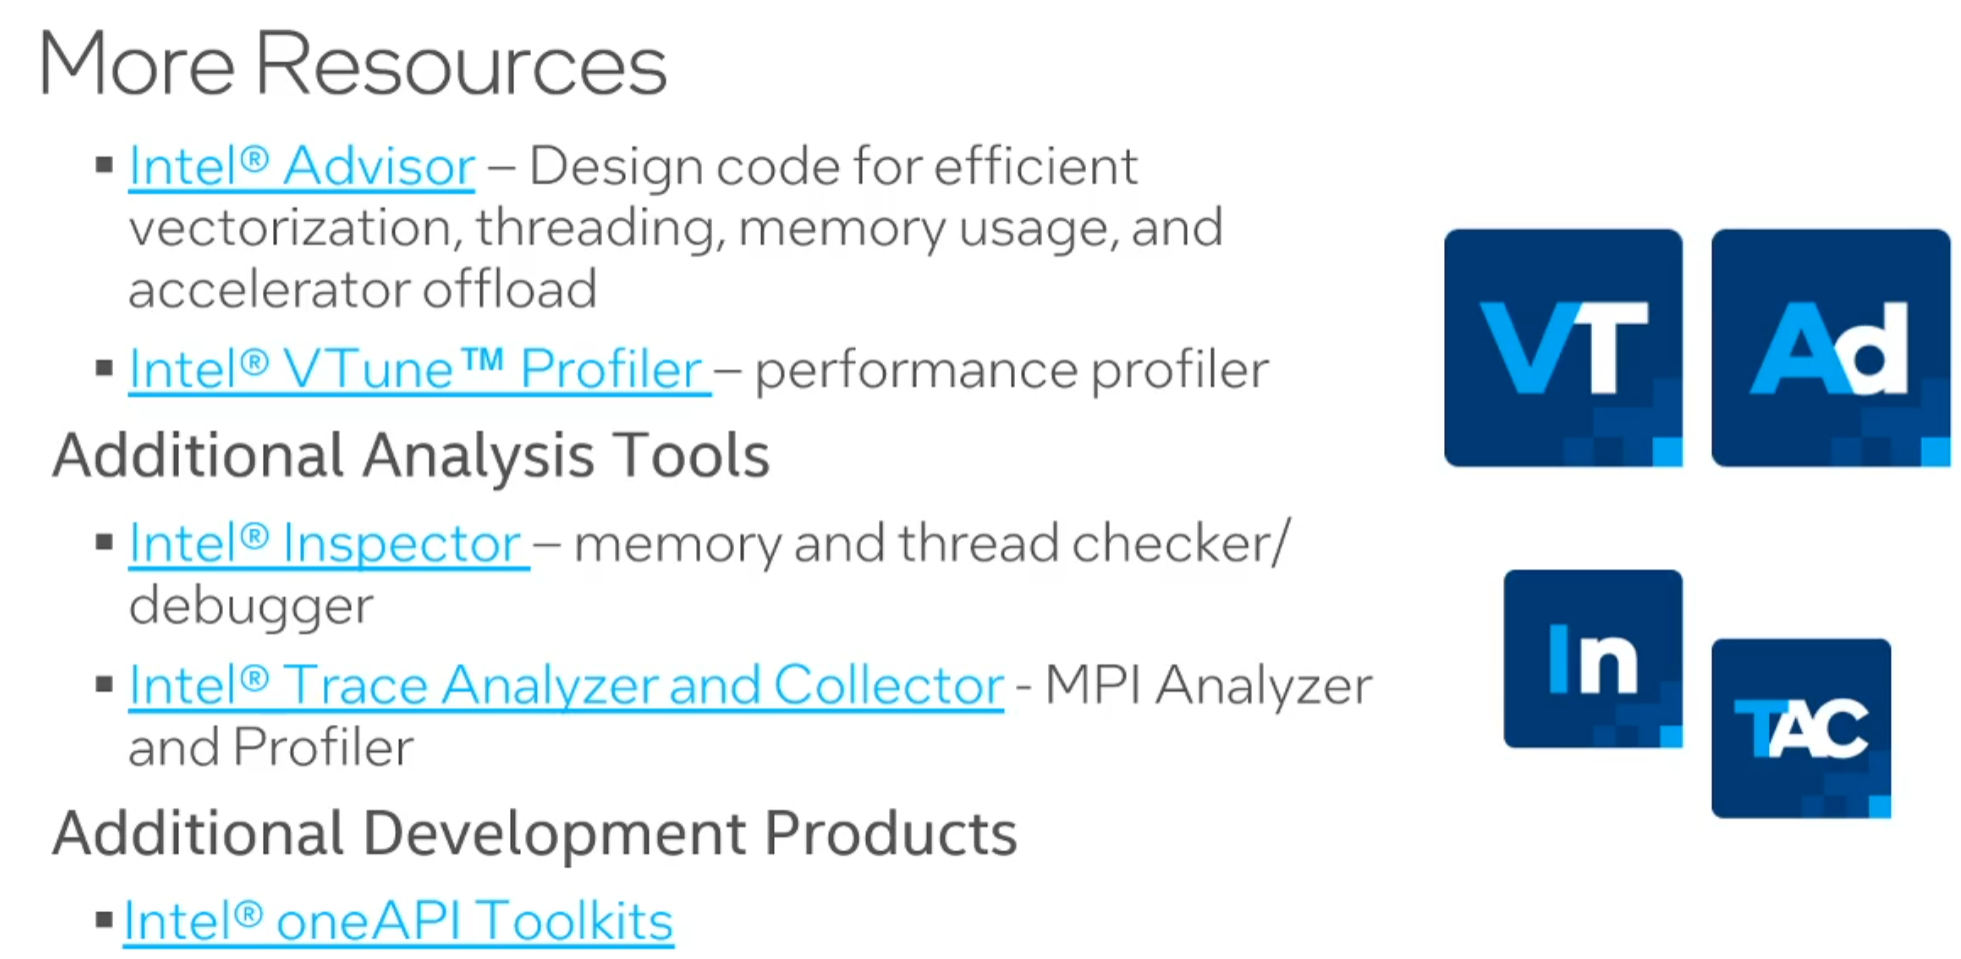 More Resources
▪ Intel® Advisor – Design code for efficient
vectorization, threading, memory usage, and
accelerator offload
▪ Intel® VTune™ Profiler – performance profiler
Additional Analysis Tools
▪ Intel® Inspector – memory and thread checker/
debugger
▪ Intel® Trace Analyzer and Collector - MPI Analyzer
and Profiler
Additional Development Products
▪ Intel® oneAPI Toolkits
VT
Ad
In
TAC